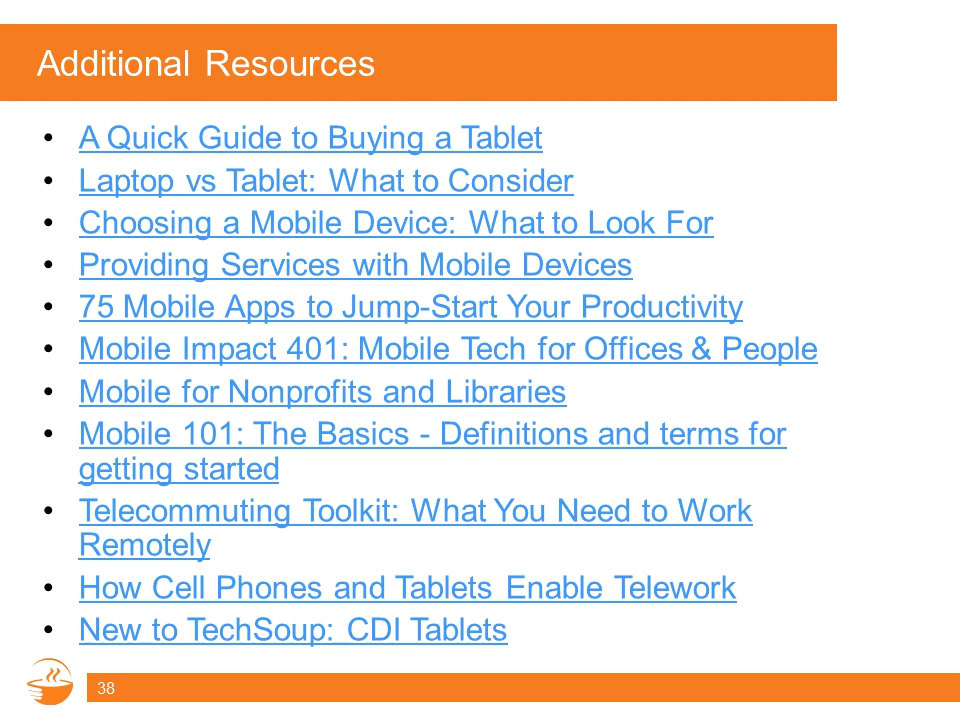 Additional Resources
• A Quick Guide to Buying a Tablet
• Laptop vs Tablet: What to Consider
• Choosing a Mobile Device: What to Look For
• Providing Services with Mobile Devices
• 75 Mobile Apps to Jump-Start Your Productivity
• Mobile Impact 401: Mobile Tech for Offices & People
• Mobile for Nonprofits and Libraries
• Mobile 101: The Basics - Definitions and terms for
getting started
• Telecommuting Toolkit: What You Need to Work
Remotely
• How Cell Phones and Tablets Enable Telework
• New to TechSoup: CDI Tablets
38